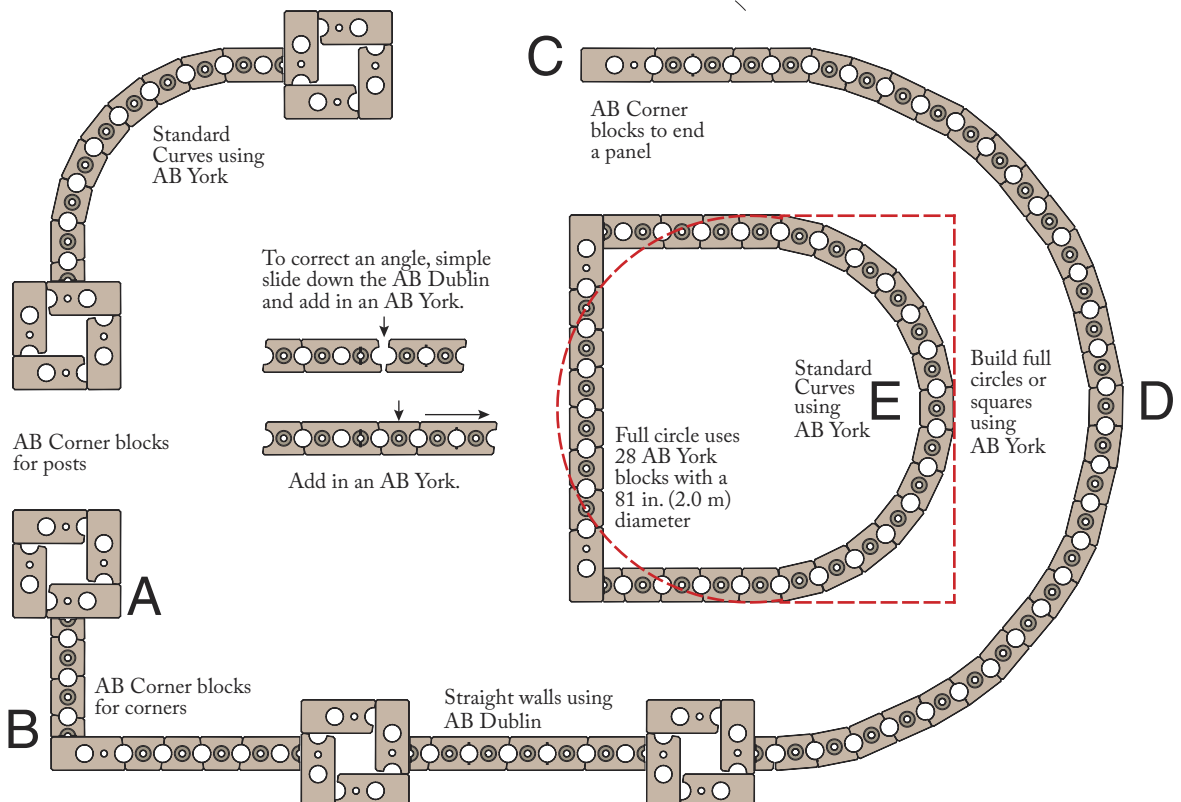 C
AB Corner
blocks to end
a panel
Standard
Curves using
AB York
To correct an angle, simple
slide down the AB Dublin
and add in an AB York.
Add in an AB York.
Standard
Curves
using
AB York
E
Build full
circles or
squares
using
AB York
D
Full circle uses
28 AB York
blocks with a
81 in. (2.0 m)
diameter
AB Corner blocks
for posts
A
AB Corner blocks
for corners
B
Straight walls using
AB Dublin